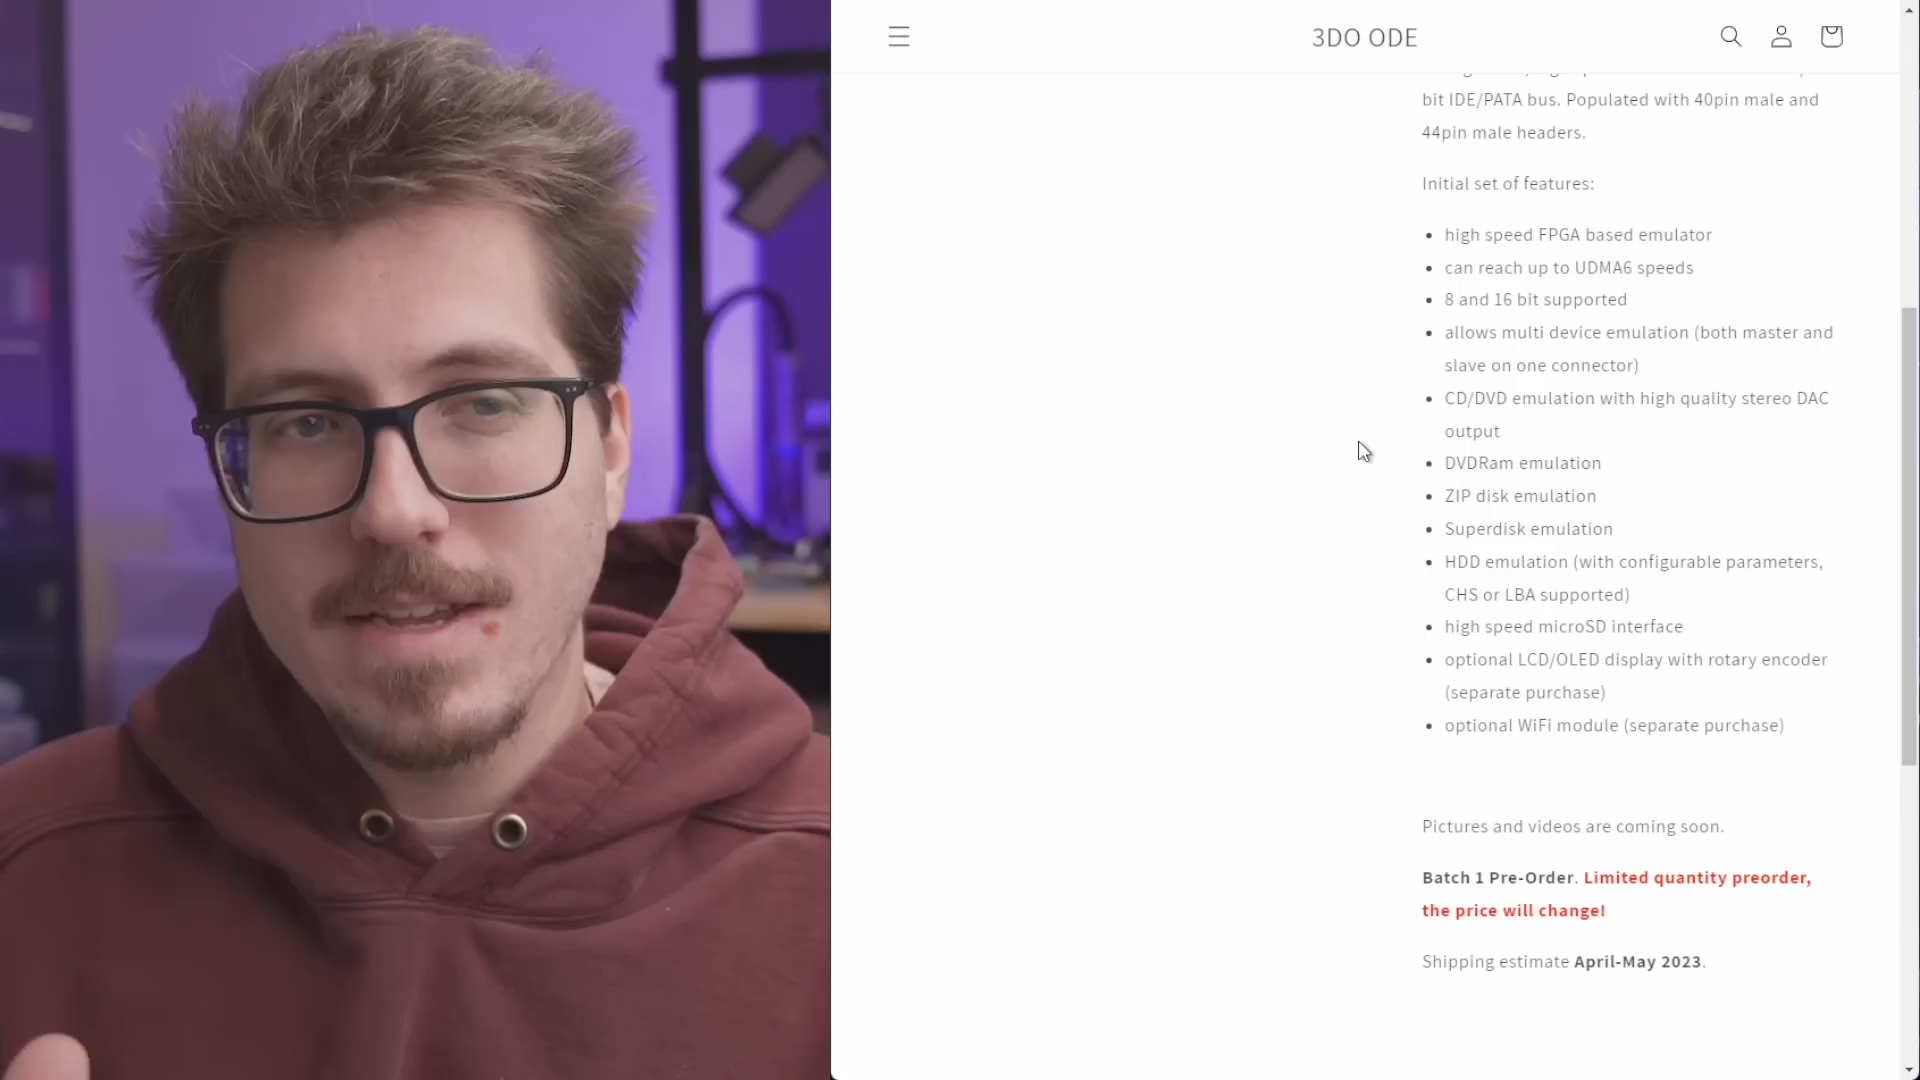 3DO ODE
bit IDE/PATA bus. Populated with 40pin male and
44pin male headers.
Initial set of features:
high speed FPGA based emulator
can reach up to UDMA6 speeds
8 and 16 bit supported
allows multi device emulation (both master and
slave on one connector)
CD/DVD emulation with high quality stereo DAC
output
DVDRam emulation
ZIP disk emulation
Superdisk emulation
HDD emulation (with configurable parameters,
CHS or LBA supported)
high speed microSD interface
optional LCD/OLED display with rotary encoder
(separate purchase)
optional WiFi module (separate purchase)
Pictures and videos are coming soon.
Batch 1 Pre-Order. Limited quantity preorder,
the price will change!
Shipping estimate April-May 2023.